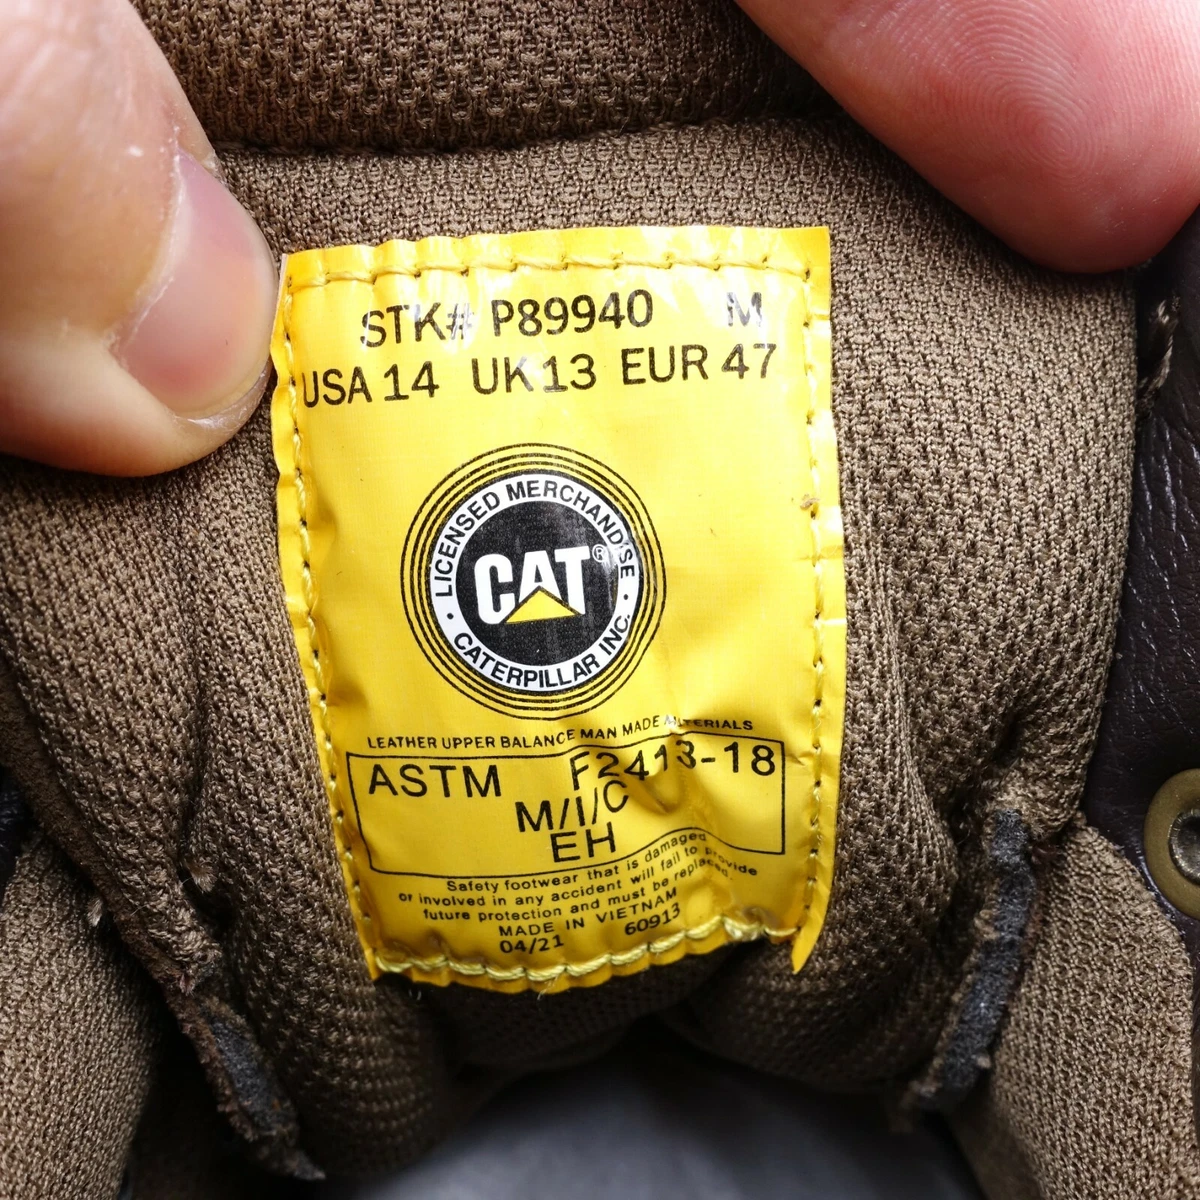 STK# P89940 M
USA 14 UK 13 EUR 47
LICENSED MERCHANDISE
CAT®
• CATERPILLAR INC. •
LEATHER UPPER BALANCE MAN MADE MATERIALS
ASTM F2413-18
M/I/C
EH
Safety footwear that is damaged
or involved in any accident will fail to provide
future protection and must be replaced
MADE IN VIETNAM
04/21 60913